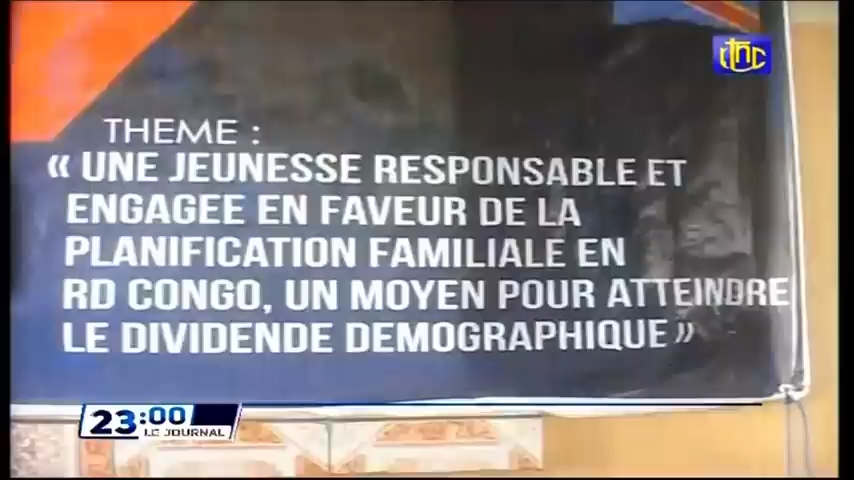 rtnc
THEME :
« UNE JEUNESSE RESPONSABLE ET
ENGAGEE EN FAVEUR DE LA
PLANIFICATION FAMILIALE EN
RD CONGO, UN MOYEN POUR ATTEINDRE
LE DIVIDENDE DEMOGRAPHIQUE »
23:00
LE JOURNAL